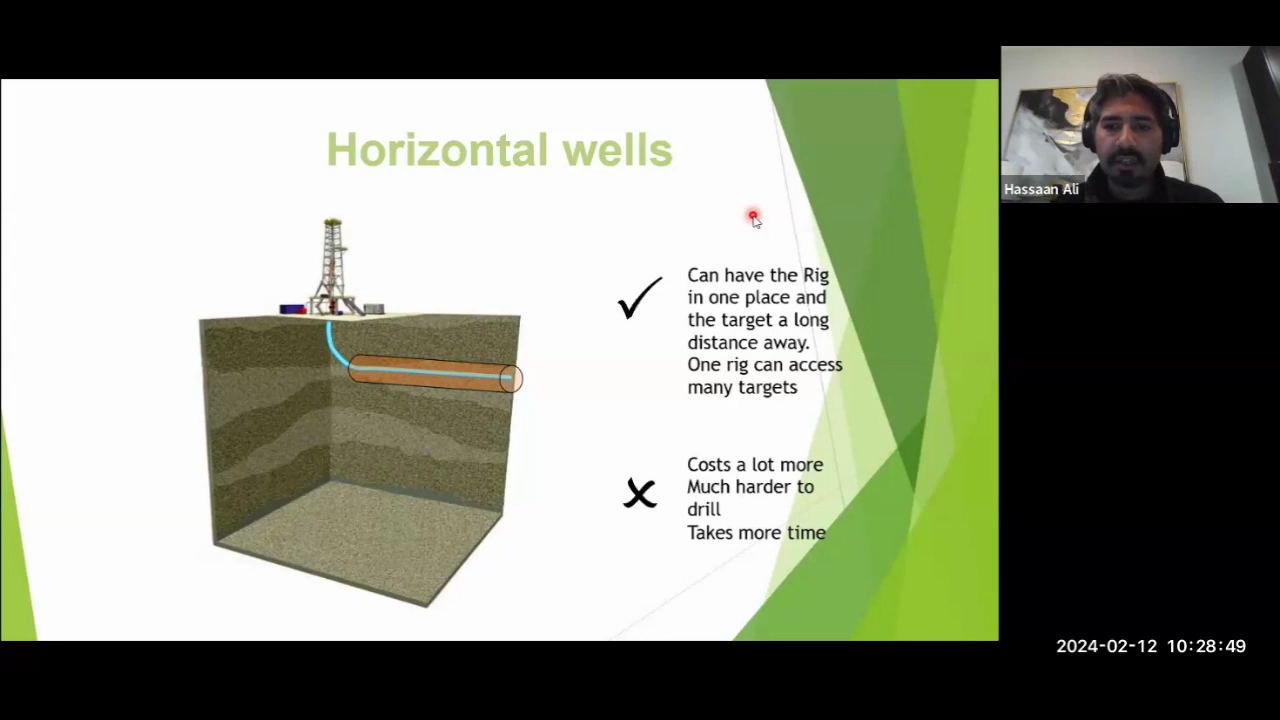 Horizontal wells
Can have the Rig
in one place and
the target a long
distance away.
One rig can access
many targets
Costs a lot more
Much harder to
drill
Takes more time
Hassaan Ali
2024-02-12 10:28:49